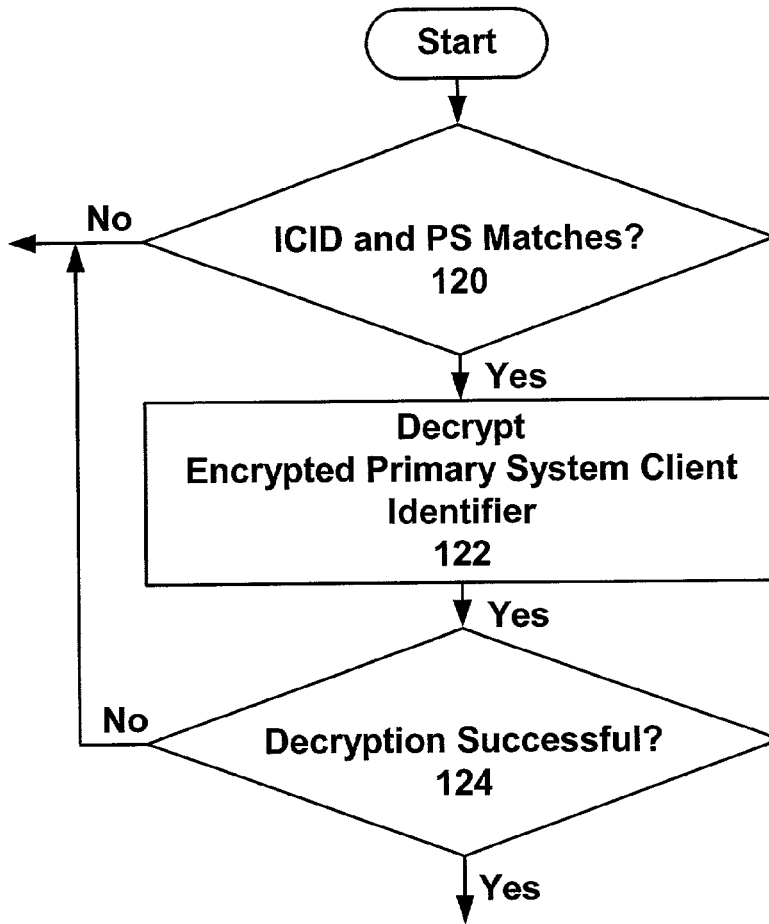 Start
No
ICID and PS Matches?
120
Yes
Decrypt
Encrypted Primary System Client
Identifier
122
Yes
No
Decryption Successful?
124
Yes